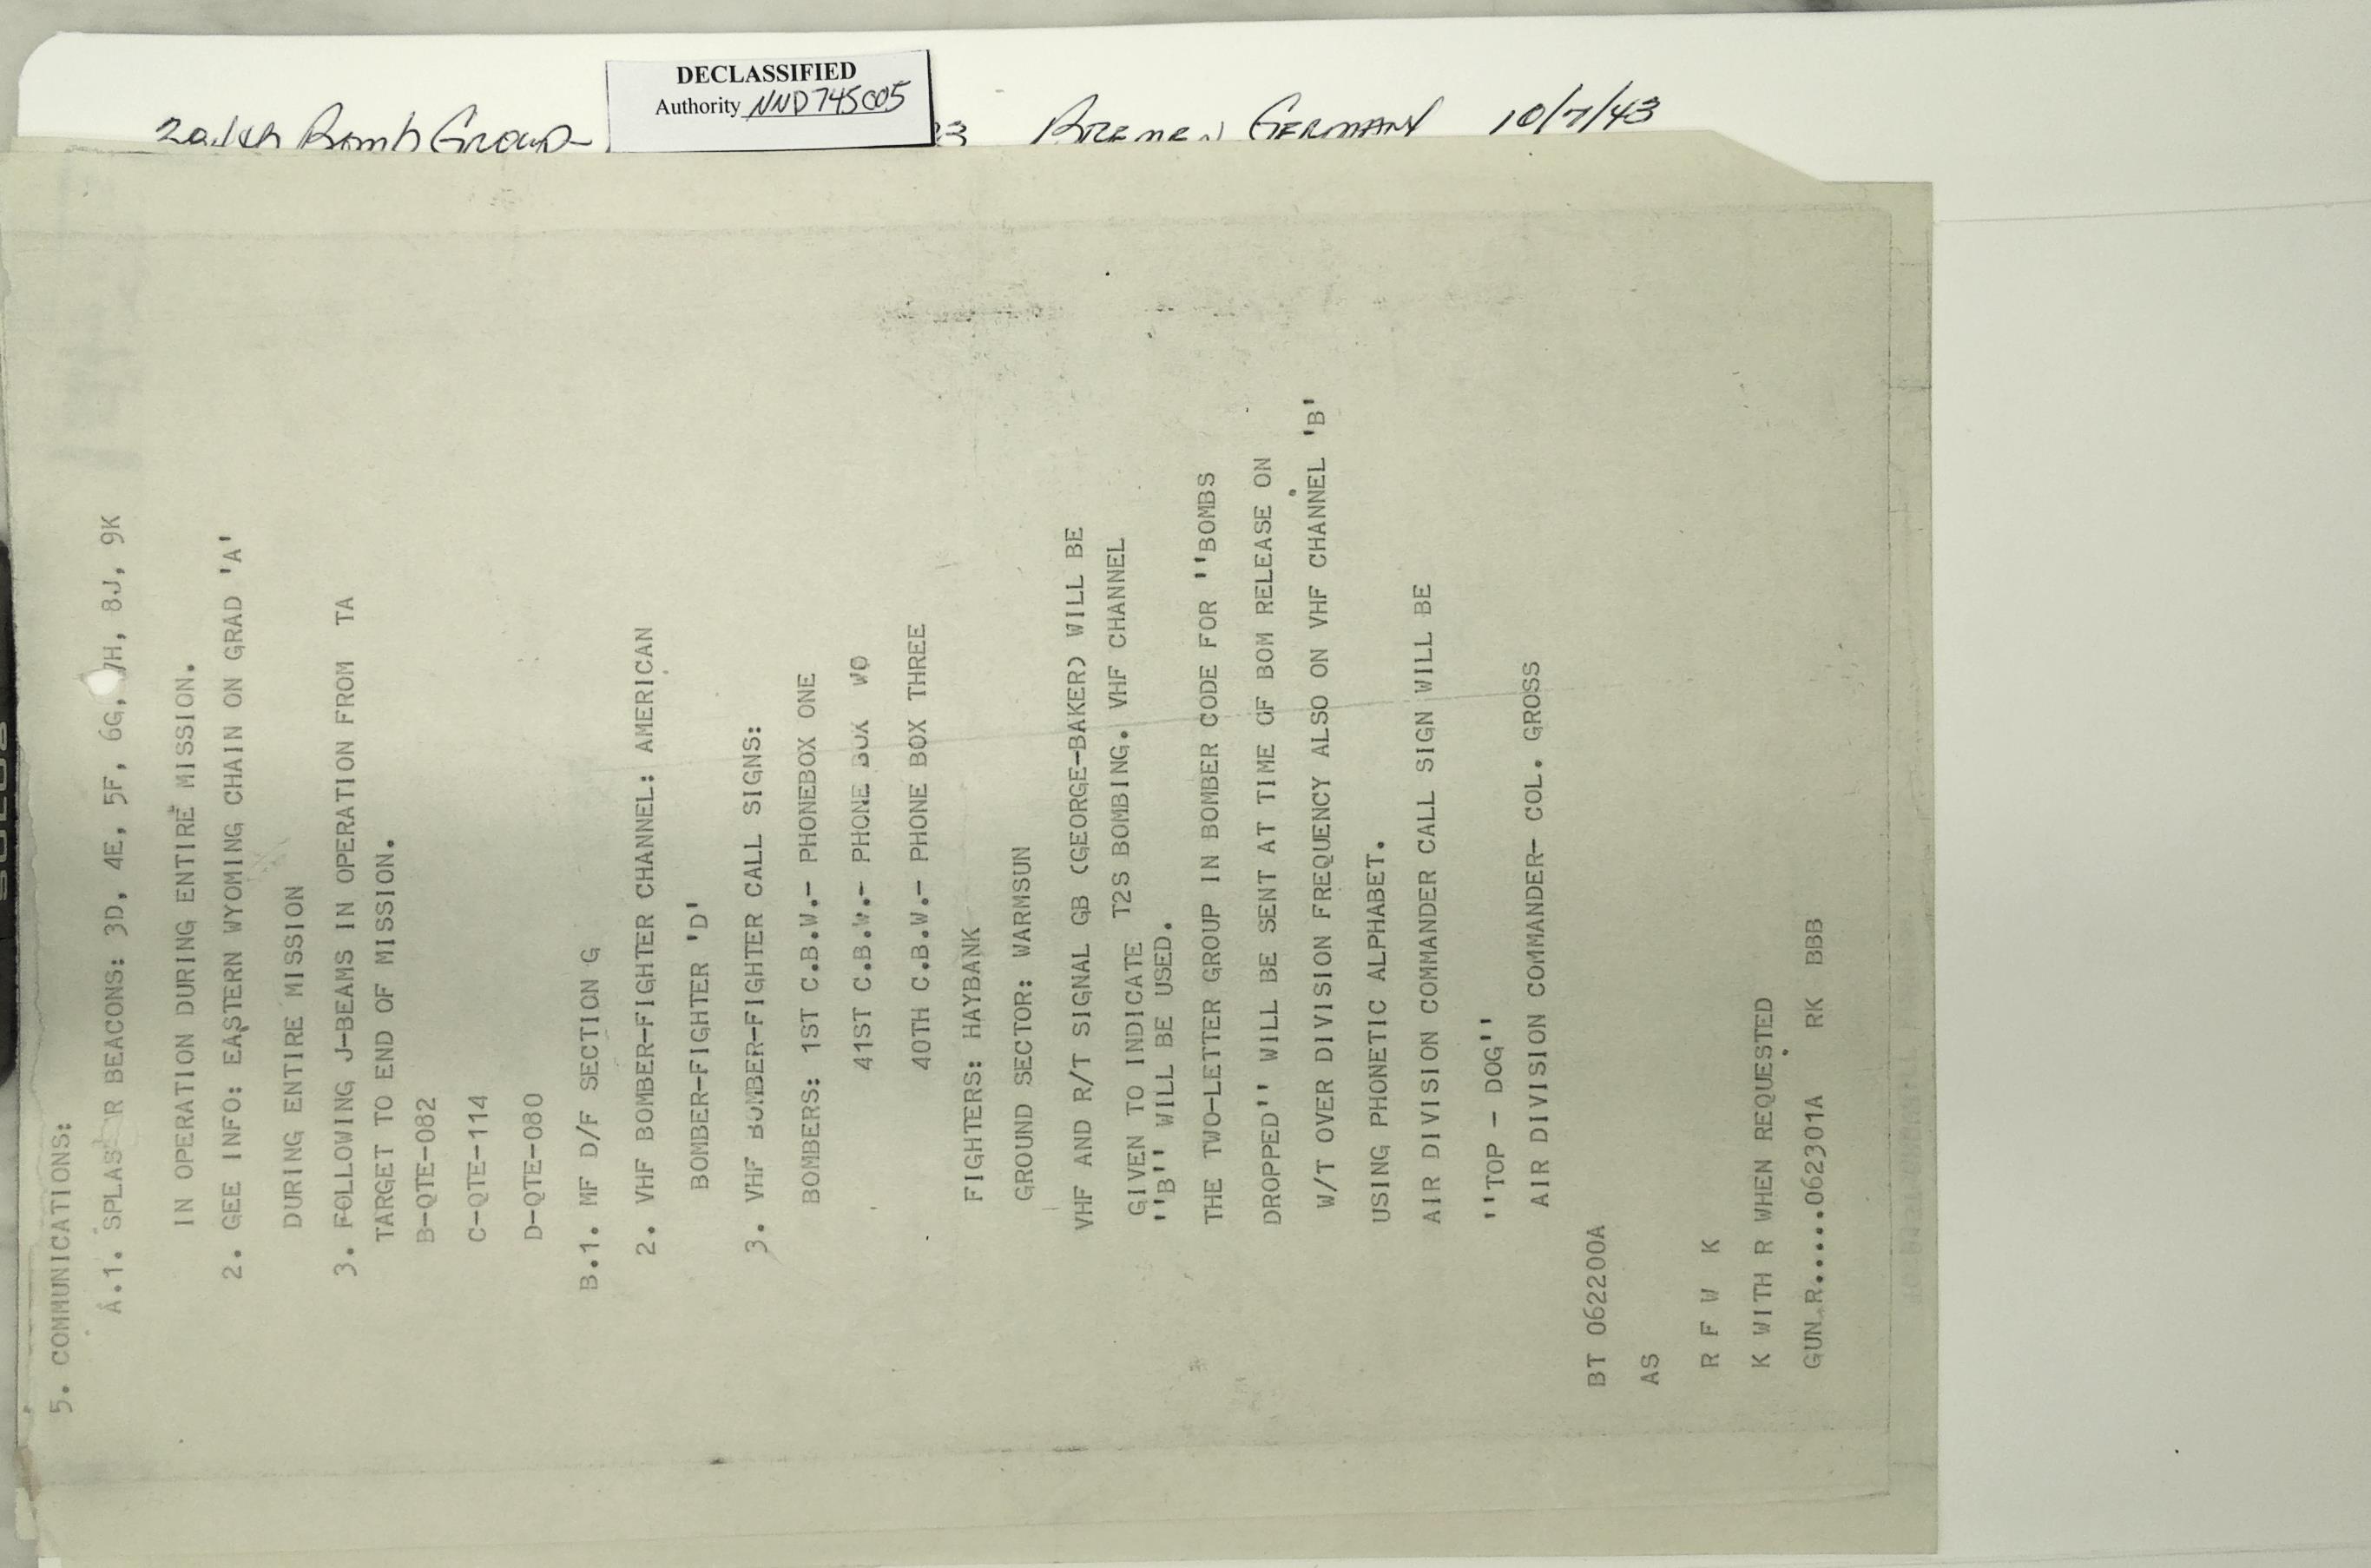 DECLASSIFIED
Authority NND745005
Bomb Group- 23 BREMEN GERMANY 10/7/43
5. COMMUNICATIONS:
A.1. SPLASHER BEACONS: 3D, 4E, 5F, 6G, 7H, 8J, 9K
IN OPERATION DURING ENTIRE MISSION.
2. GEE INFO: EASTERN WYOMING CHAIN ON GRAD 'A'
DURING ENTIRE MISSION
3. FOLLOWING J-BEAMS IN OPERATION FROM TA
TARGET TO END OF MISSION.
B-QTE-082
C-QTE-114
D-QTE-080
B.1. MF D/F SECTION G
2. VHF BOMBER-FIGHTER CHANNEL: AMERICAN
BOMBER-FIGHTER 'D'
3. VHF BOMBER-FIGHTER CALL SIGNS:
BOMBERS: 1ST C.B.W.- PHONEBOX ONE
41ST C.B.W.- PHONE BOX WO
40TH C.B.W.- PHONE BOX THREE
FIGHTERS: HAYBANK
GROUND SECTOR: WARMSUN
VHF AND R/T SIGNAL GB (GEORGE-BAKER) WILL BE
GIVEN TO INDICATE T2S BOMBING. VHF CHANNEL
''B'' WILL BE USED.
THE TWO-LETTER GROUP IN BOMBER CODE FOR ''BOMBS
DROPPED'' WILL BE SENT AT TIME OF BOM RELEASE ON
W/T OVER DIVISION FREQUENCY ALSO ON VHF CHANNEL 'B'
USING PHONETIC ALPHABET.
AIR DIVISION COMMANDER CALL SIGN WILL BE
''TOP - DOG''
AIR DIVISION COMMANDER- COL. GROSS
BT 062200A
AS
R F W K
K WITH R WHEN REQUESTED
GUN R.....062301A RK BBB